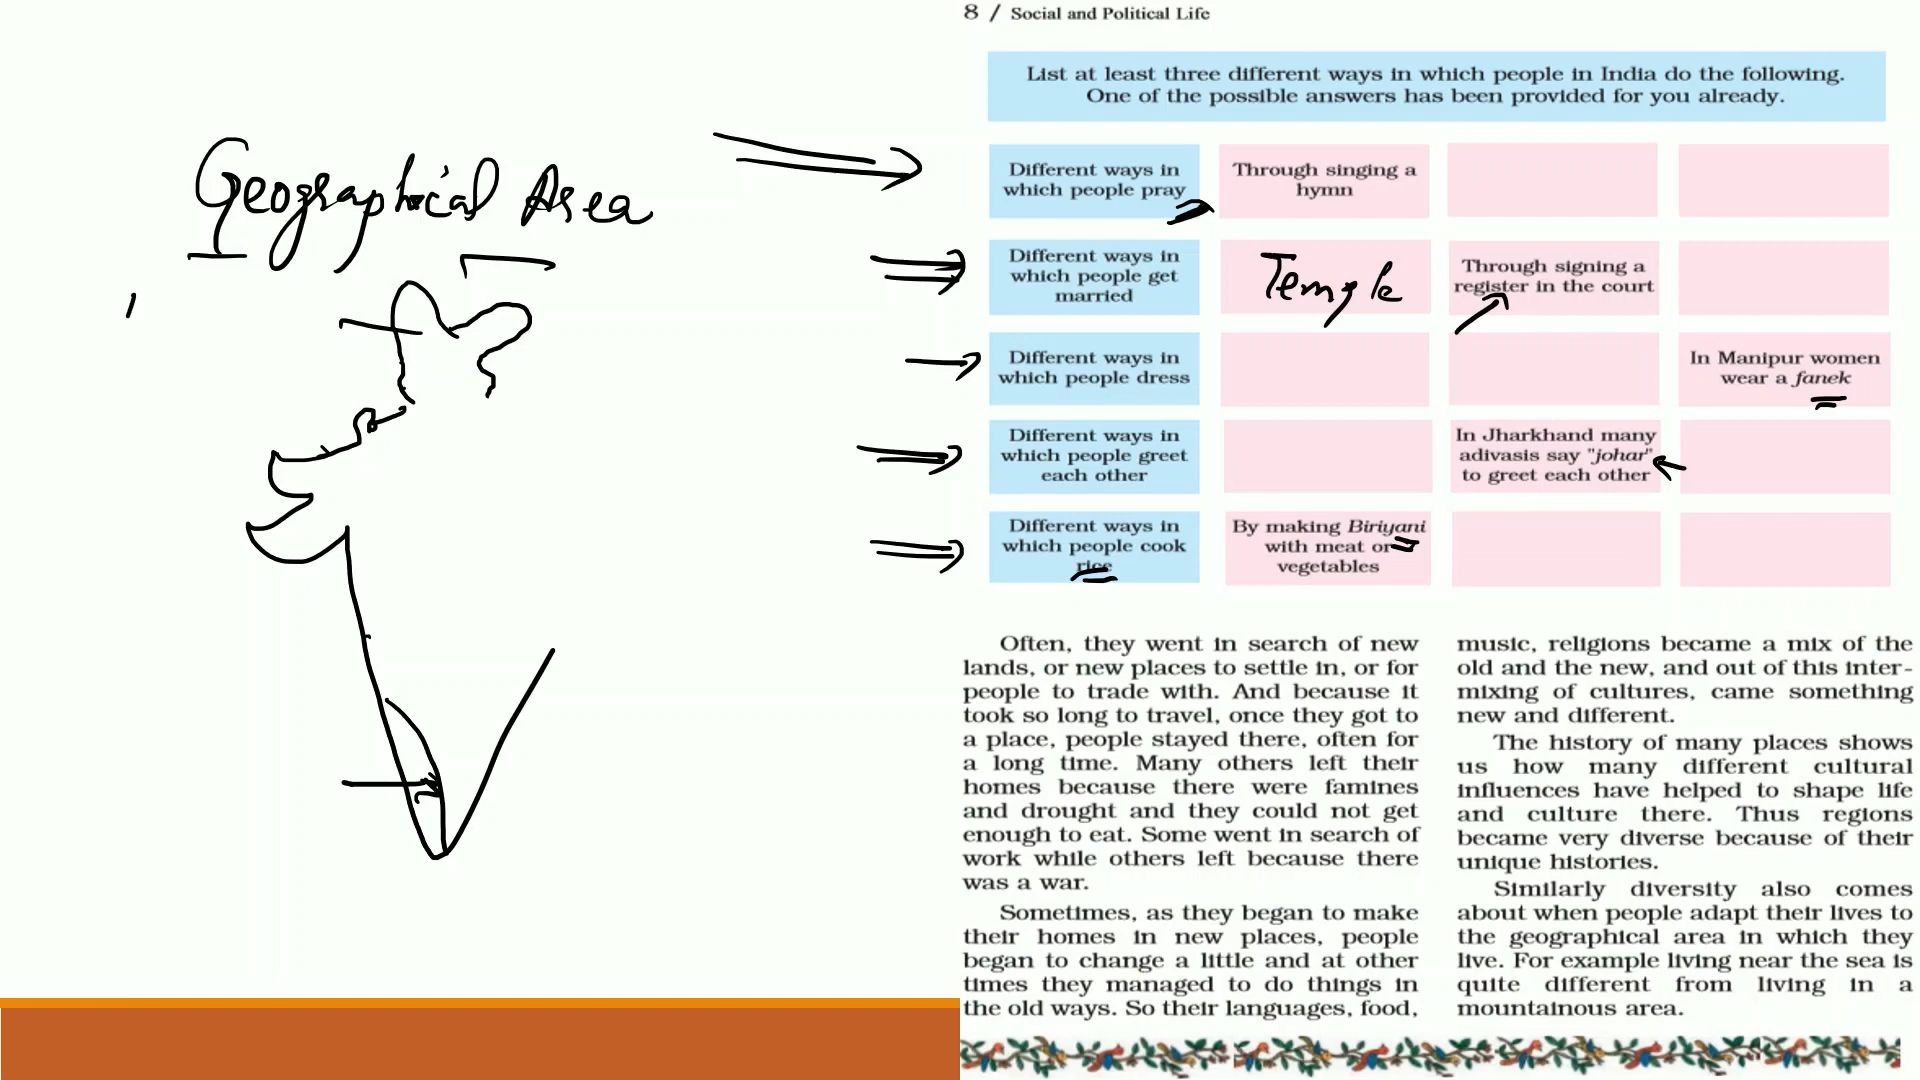 Geographical Area
8 / Social and Political Life
List at least three different ways in which people in India do the following.
One of the possible answers has been provided for you already.
Different ways in
which people pray
Through singing a
hymn
Different ways in
which people get
married
Temple
Through signing a
register in the court
Different ways in
which people dress
In Manipur women
wear a fanek
Different ways in
which people greet
each other
In Jharkhand many
adivasis say "johar"
to greet each other
Different ways in
which people cook
rice
By making Biriyani
with meat or
vegetables
Often, they went in search of new
lands, or new places to settle in, or for
people to trade with. And because it
took so long to travel, once they got to
a place, people stayed there, often for
a long time. Many others left their
homes because there were famines
and drought and they could not get
enough to eat. Some went in search of
work while others left because there
was a war.
Sometimes, as they began to make
their homes in new places, people
began to change a little and at other
times they managed to do things in
the old ways. So their languages, food,
music, religions became a mix of the
old and the new, and out of this inter-
mixing of cultures, came something
new and different.
The history of many places shows
us how many different cultural
influences have helped to shape life
and culture there. Thus regions
became very diverse because of their
unique histories.
Similarly diversity also comes
about when people adapt their lives to
the geographical area in which they
live. For example living near the sea is
quite different from living in a
mountainous area.